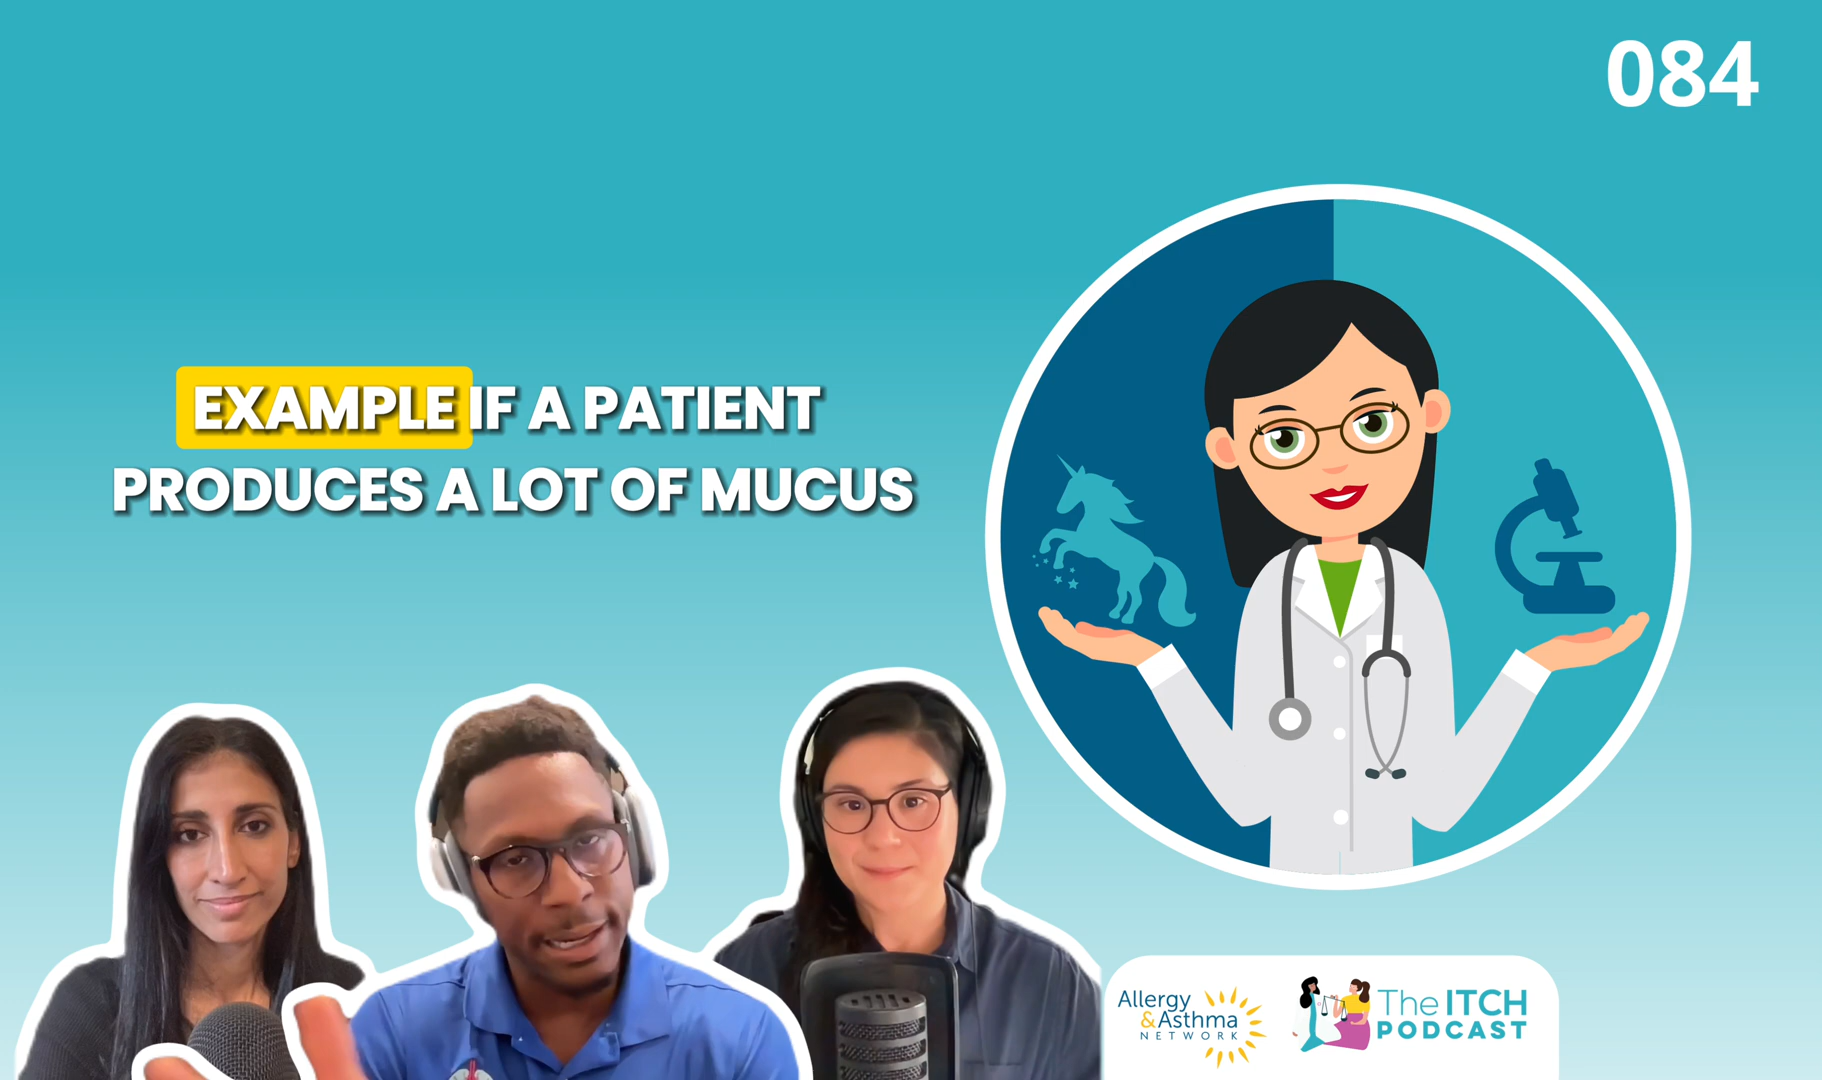 084
EXAMPLE IF A PATIENT
PRODUCES A LOT OF MUCUS
Allergy
&Asthma
NETWORK
The ITCH
PODCAST